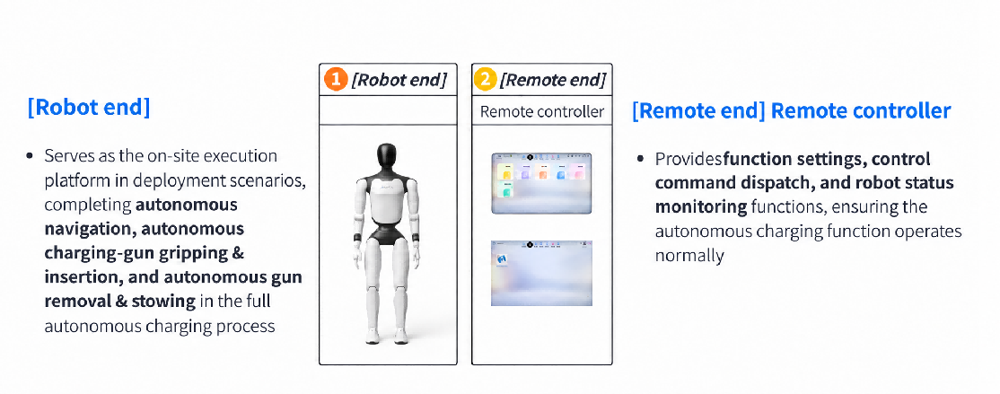 [Robot end]
• Serves as the on-site execution
platform in deployment scenarios,
completing autonomous
navigation, autonomous
charging-gun gripping &
insertion, and autonomous gun
removal & stowing in the full
autonomous charging process
1 [Robot end]
2 [Remote end]
Remote controller
[Remote end] Remote controller
• Providesfunction settings, control
command dispatch, and robot status
monitoring functions, ensuring the
autonomous charging function operates
normally